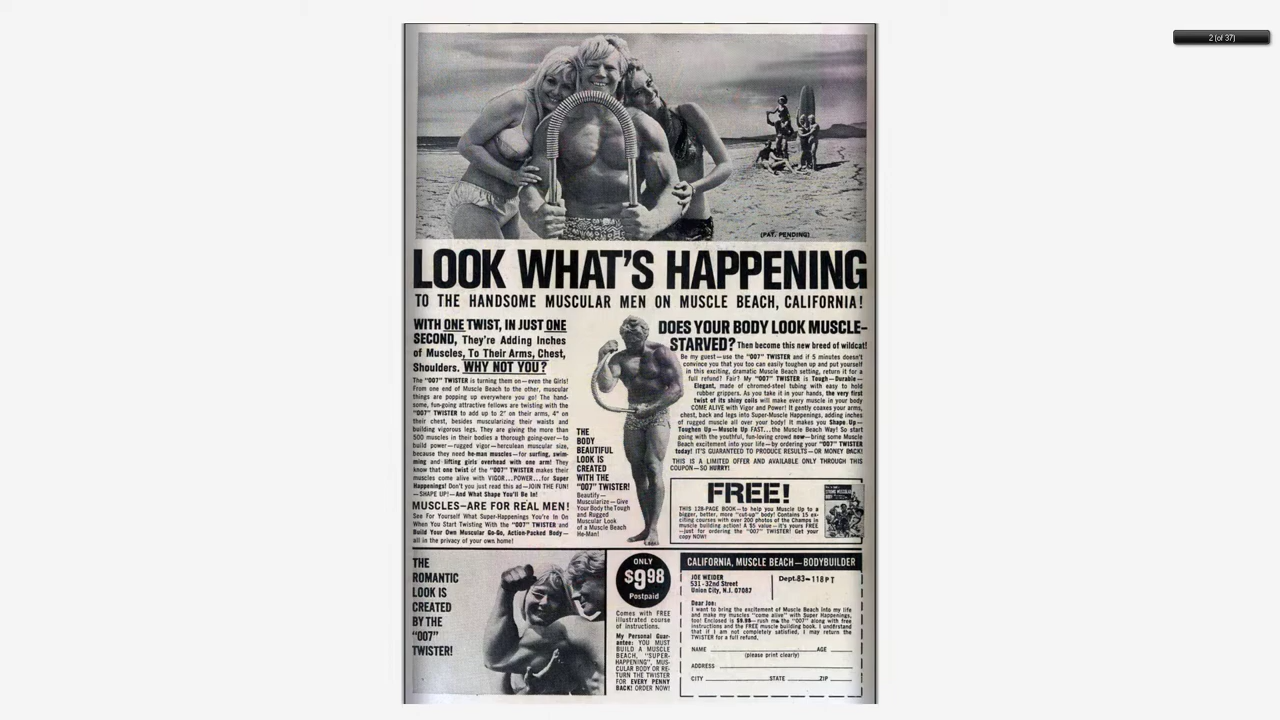 2 (of 37)
(PAT. PENDING)
LOOK WHAT'S HAPPENING
TO THE HANDSOME MUSCULAR MEN ON MUSCLE BEACH, CALIFORNIA!
WITH ONE TWIST, IN JUST ONE
SECOND, They're Adding Inches
of Muscles, To Their Arms, Chest,
Shoulders. WHY NOT YOU?
The "007" TWISTER is turning them on—even the Girls!
From one end of Muscle Beach to the other, muscular
things are popping up everywhere you go! The hand-
some, fun-going attractive fellows are twisting with the
"007" TWISTER to add up to 2" on their arms, 4" on
their chest, besides muscularizing their waists and
building vigorous legs. They are giving the more than
500 muscles in their bodies a thorough going-over—to
build power—rugged vigor—herculean muscular size,
because they need he-man muscles—for surfing, swim-
ming and lifting girls overhead with one arm! They
know that one twist of the "007" TWISTER makes their
muscles come alive with VIGOR...POWER...for Super
Happenings! Don't you just read this ad—JOIN THE FUN!
—SHAPE UP!—And What Shape You'll Be In!
MUSCLES—ARE FOR REAL MEN!
See For Yourself What Super-Happenings You're In On
When You Start Twisting With the "007" TWISTER and
Build Your Own Muscular Go-Go, Action-Packed Body—
all in the privacy of your own home!
THE
BODY
BEAUTIFUL
LOOK IS
CREATED
WITH THE
"007" TWISTER!
Beautify—
Muscularize—Give
Your Body the Tough
and Rugged
Muscular Look
of a Muscle Beach
He-Man!
DOES YOUR BODY LOOK MUSCLE-
STARVED? Then become this new breed of wildcat!
Be my guest—use the "007" TWISTER and if 5 minutes doesn't
convince you that you too can easily toughen up and put yourself
in this exciting, dramatic Muscle Beach setting, return it for a
full refund? Fair? My "007" TWISTER is Tough—Durable—
Elegant, made of chromed-steel tubing with easy to hold
rubber grippers. As you take it in your hands, the very first
twist of its shiny coils will make every muscle in your body
COME ALIVE with Vigor and Power! It gently coaxes your arms,
chest, back and legs into Super-Muscle Happenings, adding inches
of rugged muscle all over your body! It makes you Shape Up—
Toughen Up—Muscle Up FAST...the Muscle Beach Way! So start
going with the youthful, fun-loving crowd now—bring some Muscle
Beach excitement into your life—by ordering your "007" TWISTER
today! IT'S GUARANTEED TO PRODUCE RESULTS—OR MONEY BACK!
THIS IS A LIMITED OFFER AND AVAILABLE ONLY THROUGH THIS
COUPON—SO HURRY!
FREE!
THIS 128-PAGE BOOK—to help you Muscle Up to a
bigger, better, more "cut-up" body! Contains 15 ex-
citing courses with over 200 photos of the Champs in
muscle building action! A $5 value—it's yours FREE
—just for ordering the "007" TWISTER! Get your
copy NOW!
THE
ROMANTIC
LOOK IS
CREATED
BY THE
"007"
TWISTER!
ONLY
$9.98
Postpaid
Comes with FREE
illustrated course
of instructions.
My Personal Guar-
antee: YOU MUST
BUILD A MUSCLE
BEACH, "SUPER-
HAPPENING", MUS-
CULAR BODY OR RE-
TURN THE TWISTER
FOR EVERY PENNY
BACK! ORDER NOW!
CALIFORNIA, MUSCLE BEACH—BODYBUILDER
JOE WEIDER
531-32nd Street
Union City, N.J. 07087
Dept. 83-118PT
Dear Joe:
I want to bring the excitement of Muscle Beach into my life
and make my muscles "come alive" with Super Happenings,
too! Enclosed is $9.98—rush me the "007" along with free
instructions and the FREE muscle building book. I understand
that if I am not completely satisfied, I may return the
TWISTER for a full refund.
NAME AGE
(please print clearly)
ADDRESS
CITY STATE ZIP